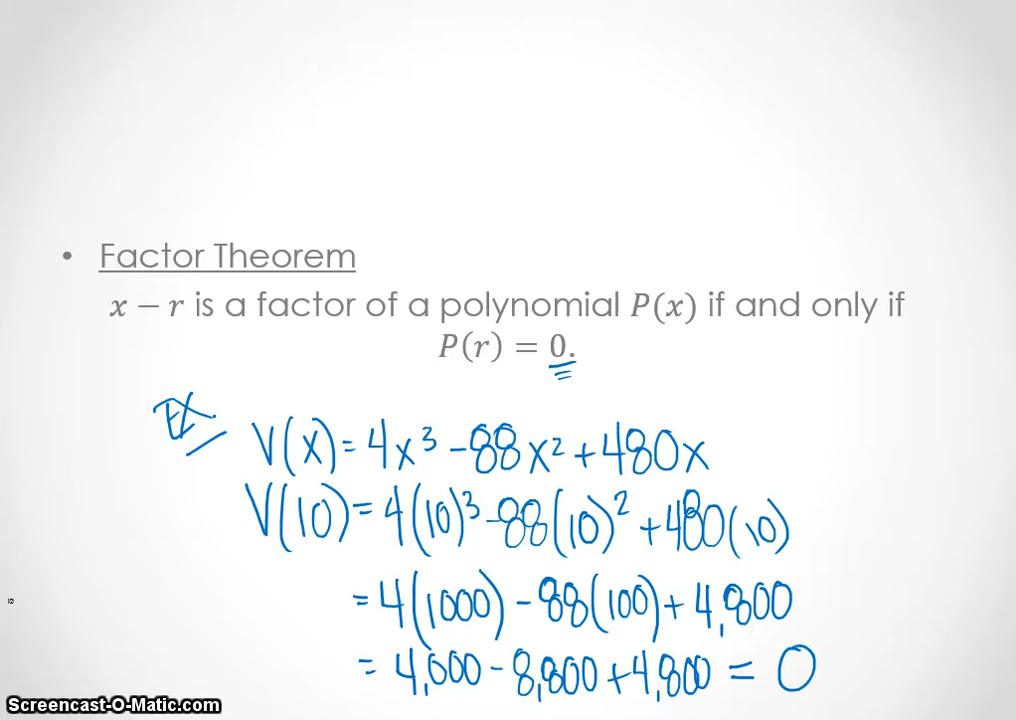 • Factor Theorem
x − r is a factor of a polynomial P(x) if and only if
P(r) = 0.
EX.
V(x) = 4x³ - 88x² + 480x
V(10) = 4(10)³ - 88(10)² + 480(10)
= 4(1000) - 88(100) + 4,800
= 4,000 - 8,800 + 4,800 = 0
Screencast-O-Matic.com